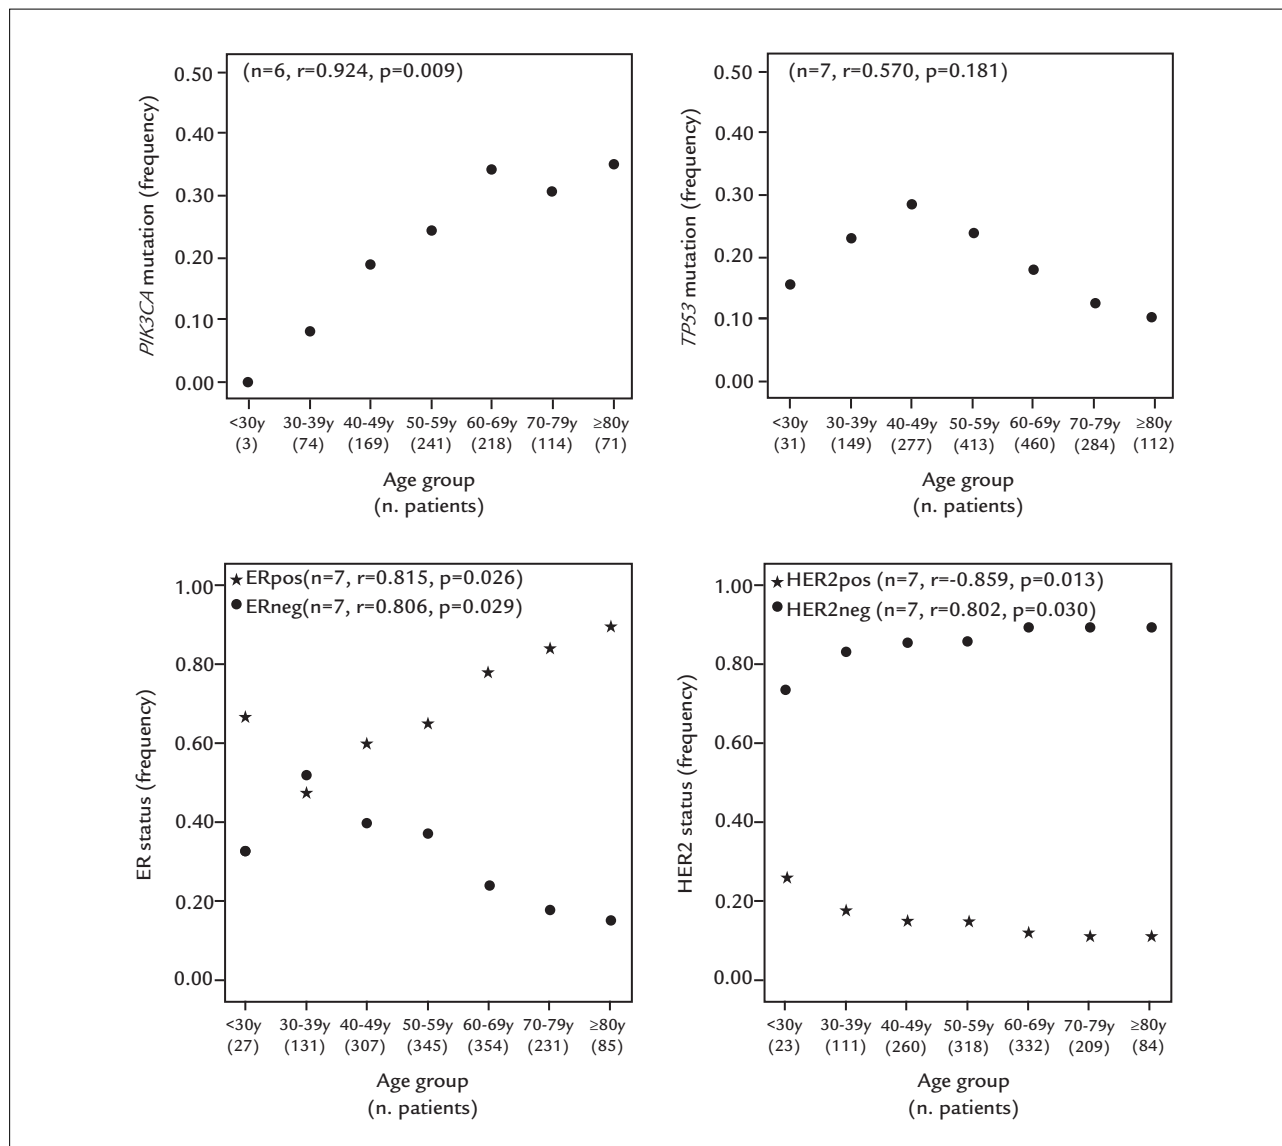 (n=6, r=0.924, p=0.009)
PIK3CA mutation (frequency)
0.50
0.40
0.30
0.20
0.10
0.00
<30y 30-39y 40-49y 50-59y 60-69y 70-79y ≥80y
(3) (74) (169) (241) (218) (114) (71)
Age group
(n. patients)
(n=7, r=0.570, p=0.181)
TP53 mutation (frequency)
0.50
0.40
0.30
0.20
0.10
0.00
<30y 30-39y 40-49y 50-59y 60-69y 70-79y ≥80y
(31) (149) (277) (413) (460) (284) (112)
Age group
(n. patients)
★ ERpos(n=7, r=0.815, p=0.026)
● ERneg(n=7, r=0.806, p=0.029)
ER status (frequency)
1.00
0.80
0.60
0.40
0.20
0.00
<30y 30-39y 40-49y 50-59y 60-69y 70-79y ≥80y
(27) (131) (307) (345) (354) (231) (85)
Age group
(n. patients)
★ HER2pos (n=7, r=-0.859, p=0.013)
● HER2neg (n=7, r=0.802, p=0.030)
HER2 status (frequency)
1.00
0.80
0.60
0.40
0.20
0.00
<30y 30-39y 40-49y 50-59y 60-69y 70-79y ≥80y
(23) (111) (260) (318) (332) (209) (84)
Age group
(n. patients)